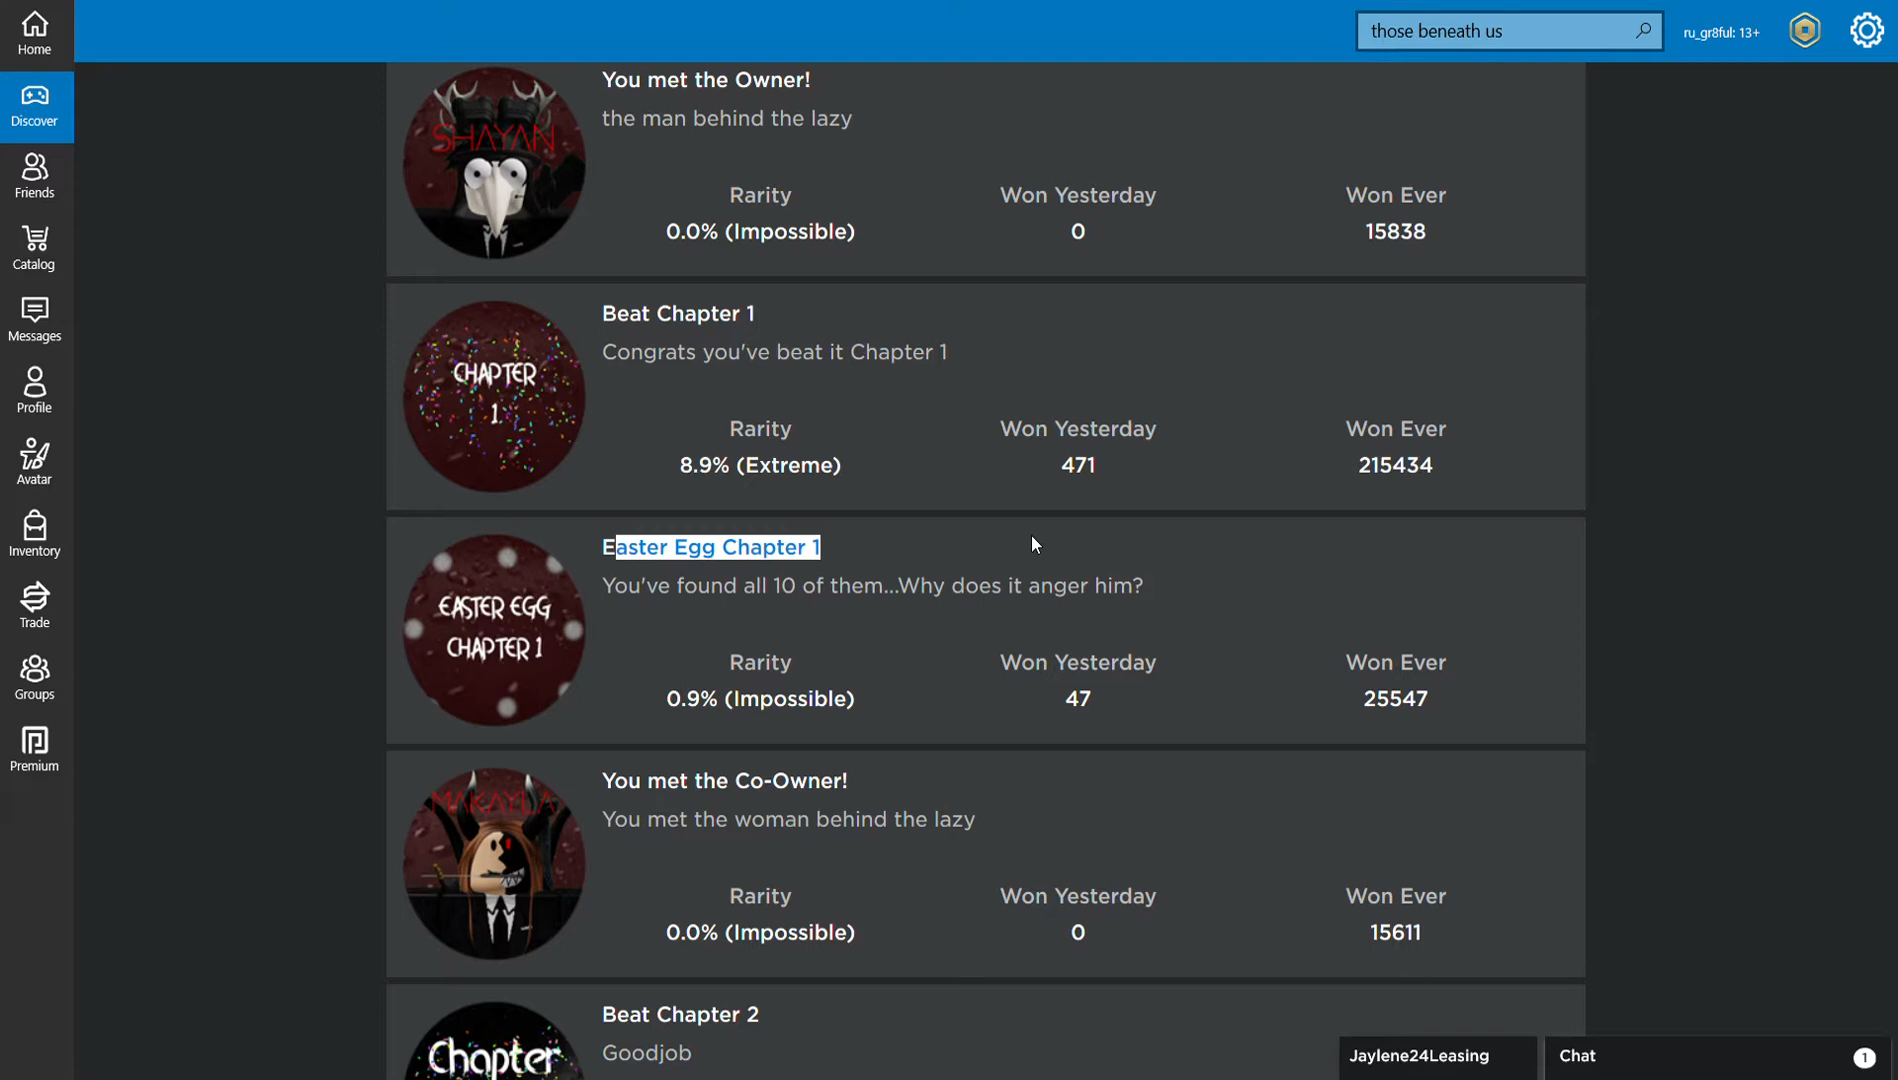 Home
those beneath us
ru_gr8ful: 13+
Discover
Friends
Catalog
Messages
Profile
Avatar
Inventory
Trade
Groups
Premium
SHAYAN
You met the Owner!
the man behind the lazy
Rarity Won Yesterday Won Ever
0.0% (Impossible) 0 15838
CHAPTER
1
Beat Chapter 1
Congrats you've beat it Chapter 1
Rarity Won Yesterday Won Ever
8.9% (Extreme) 471 215434
EASTER EGG
CHAPTER 1
Easter Egg Chapter 1
You've found all 10 of them...Why does it anger him?
Rarity Won Yesterday Won Ever
0.9% (Impossible) 47 25547
MAKAYLA
You met the Co-Owner!
You met the woman behind the lazy
Rarity Won Yesterday Won Ever
0.0% (Impossible) 0 15611
Chapter
Beat Chapter 2
Goodjob
Jaylene24Leasing
Chat 1